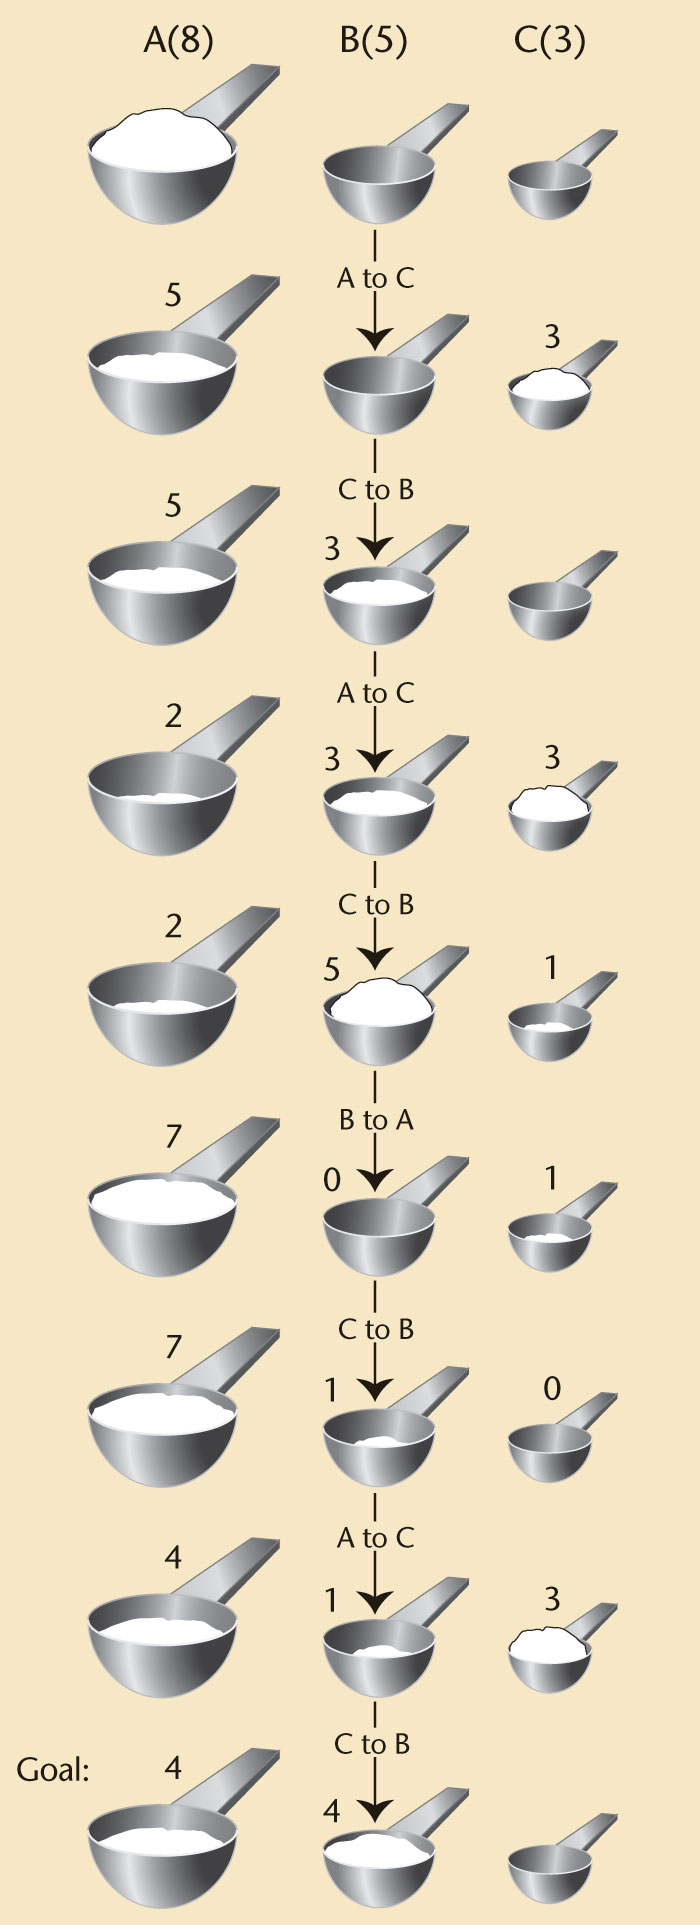 A(8) B(5) C(3)
A to C
5 3
C to B
5 3
A to C
2 3 3
C to B
2 5 1
B to A
7 0 1
C to B
7 1 0
A to C
4 1 3
C to B
Goal: 4 4